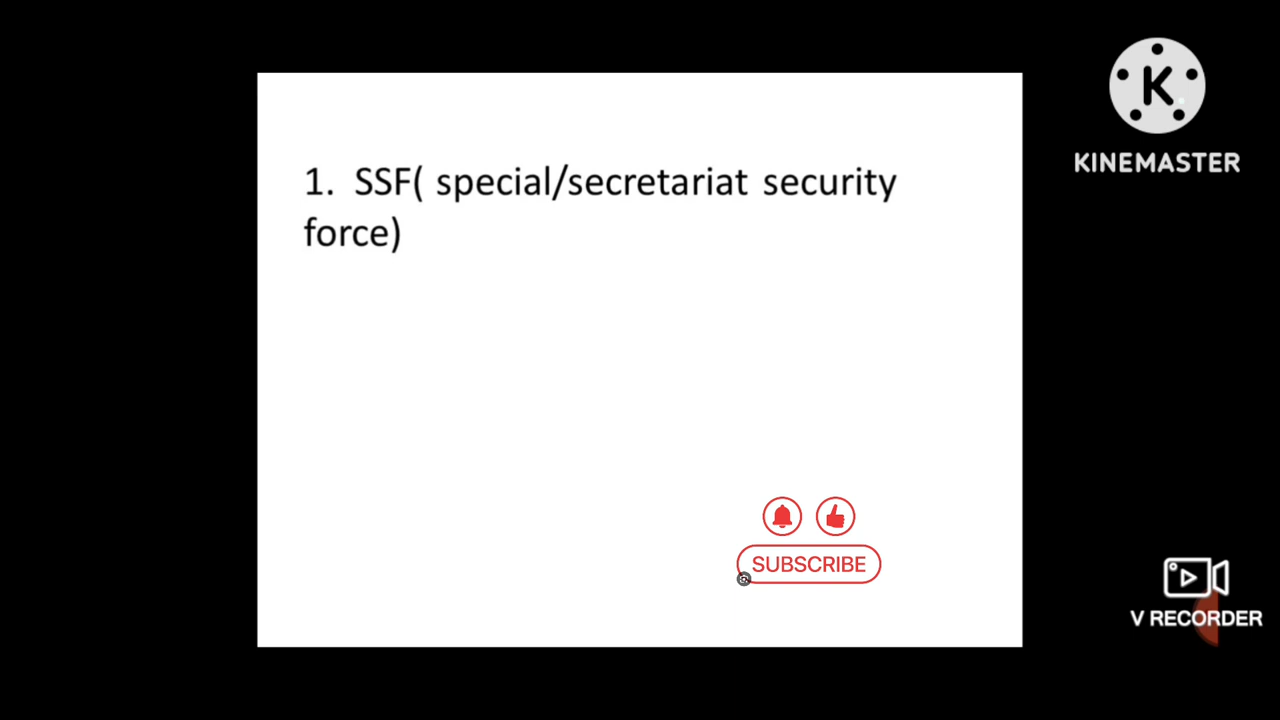 1. SSF( special/secretariat security
force)
SUBSCRIBE
K
KINEMASTER
V RECORDER